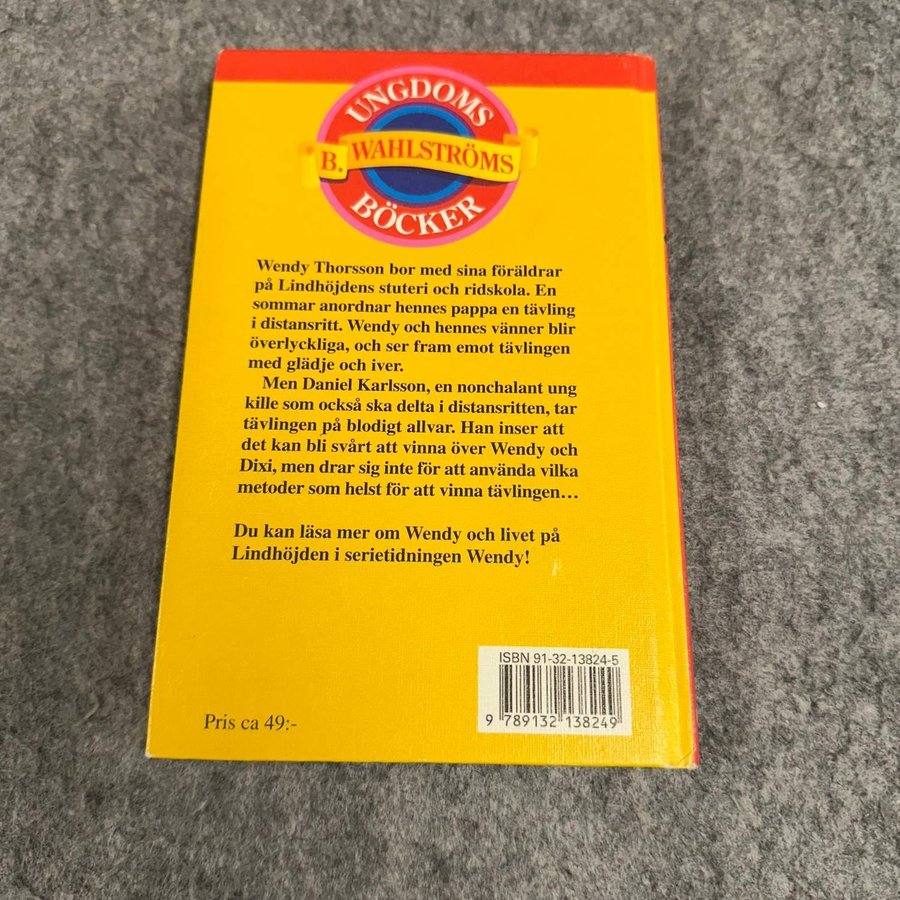 UNGDOMS
B. WAHLSTRÖMS
BÖCKER
Wendy Thorsson bor med sina föräldrar
på Lindhöjdens stuteri och ridskola. En
sommar anordnar hennes pappa en tävling
i distansritt. Wendy och hennes vänner blir
överlyckliga, och ser fram emot tävlingen
med glädje och iver.
Men Daniel Karlsson, en nonchalant ung
kille som också ska delta i distansritten, tar
tävlingen på blodigt allvar. Han inser att
det kan bli svårt att vinna över Wendy och
Dixi, men drar sig inte för att använda vilka
metoder som helst för att vinna tävlingen...
Du kan läsa mer om Wendy och livet på
Lindhöjden i serietidningen Wendy!
ISBN 91-32-13824-5
9 789132 138249
Pris ca 49:-